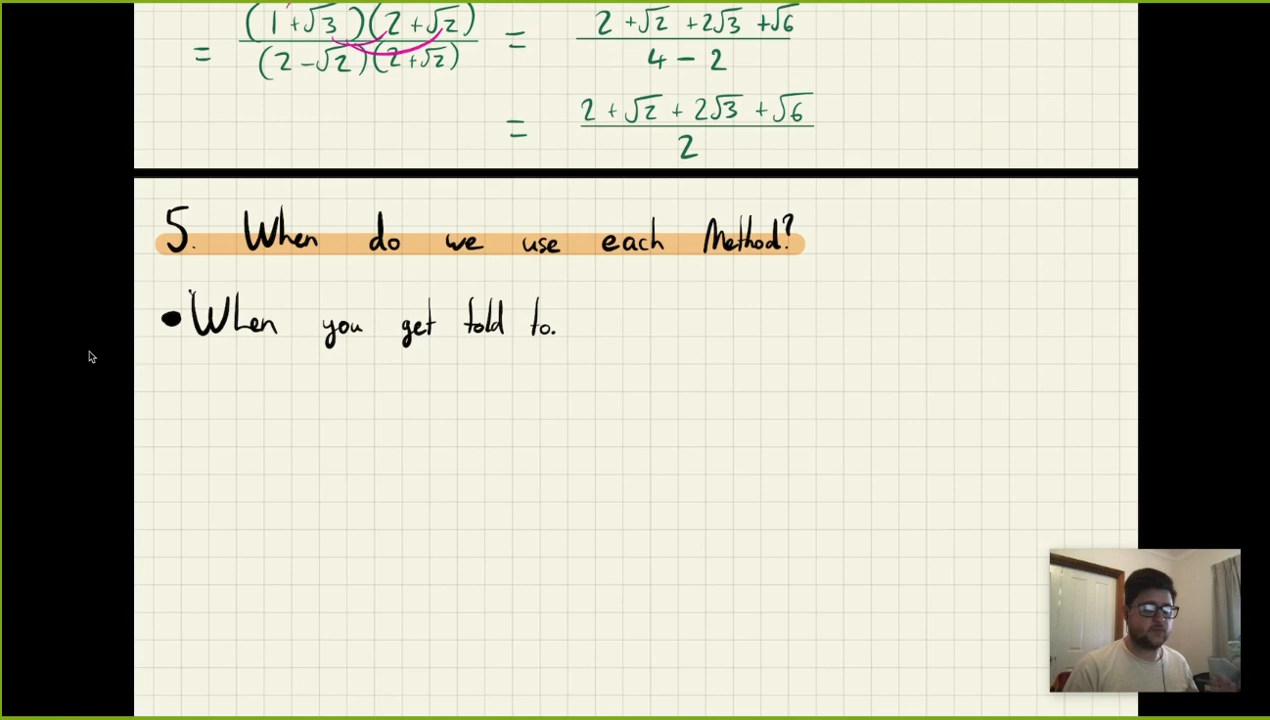 = (1 + √3)(2 + √2) / (2 - √2)(2 + √2) = 2 + √2 + 2√3 + √6 / 4 - 2
= 2 + √2 + 2√3 + √6 / 2
5. When do we use each Method?
• When you get told to.